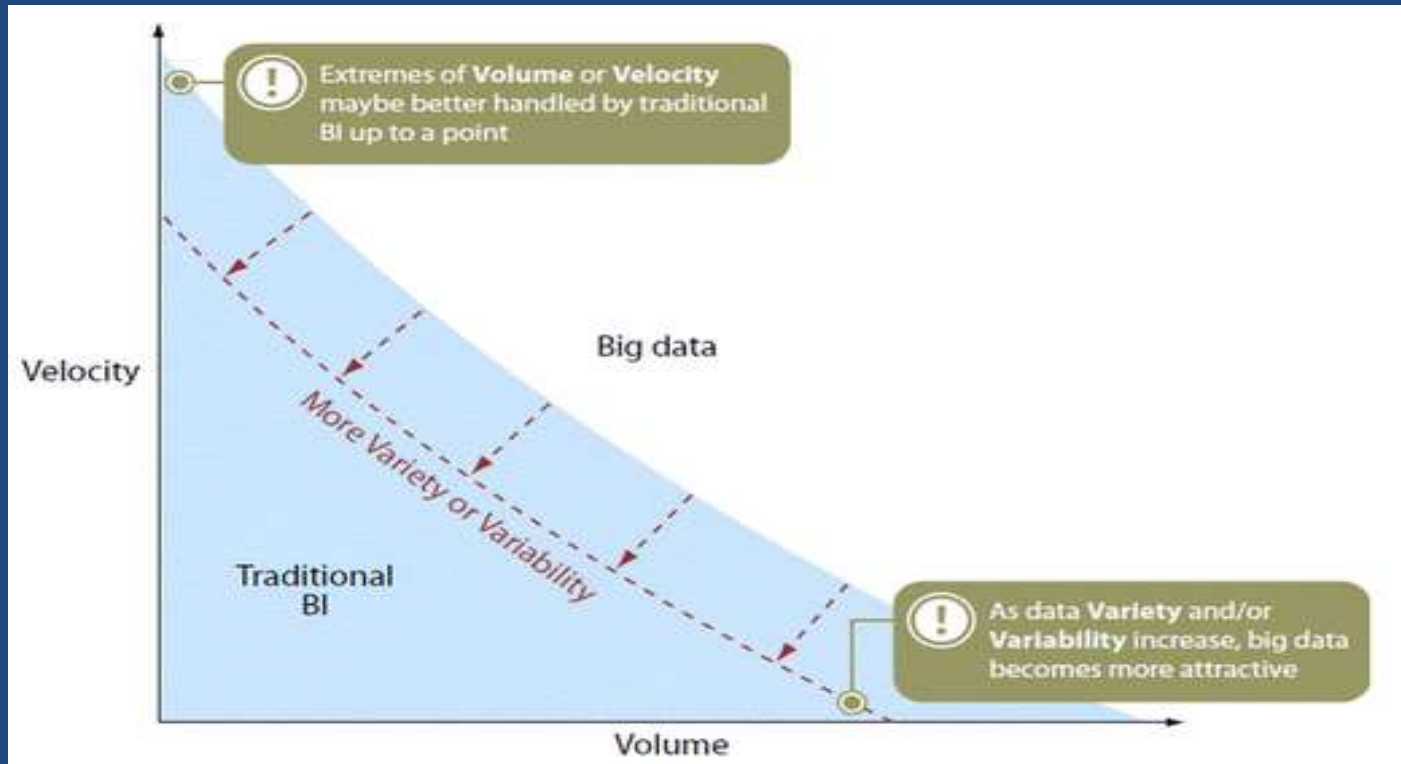 Extremes of Volume or Velocity
maybe better handled by traditional
BI up to a point
Big data
Velocity
More Variety or Variability
Traditional
BI
As data Variety and/or
Variability increase, big data
becomes more attractive
Volume